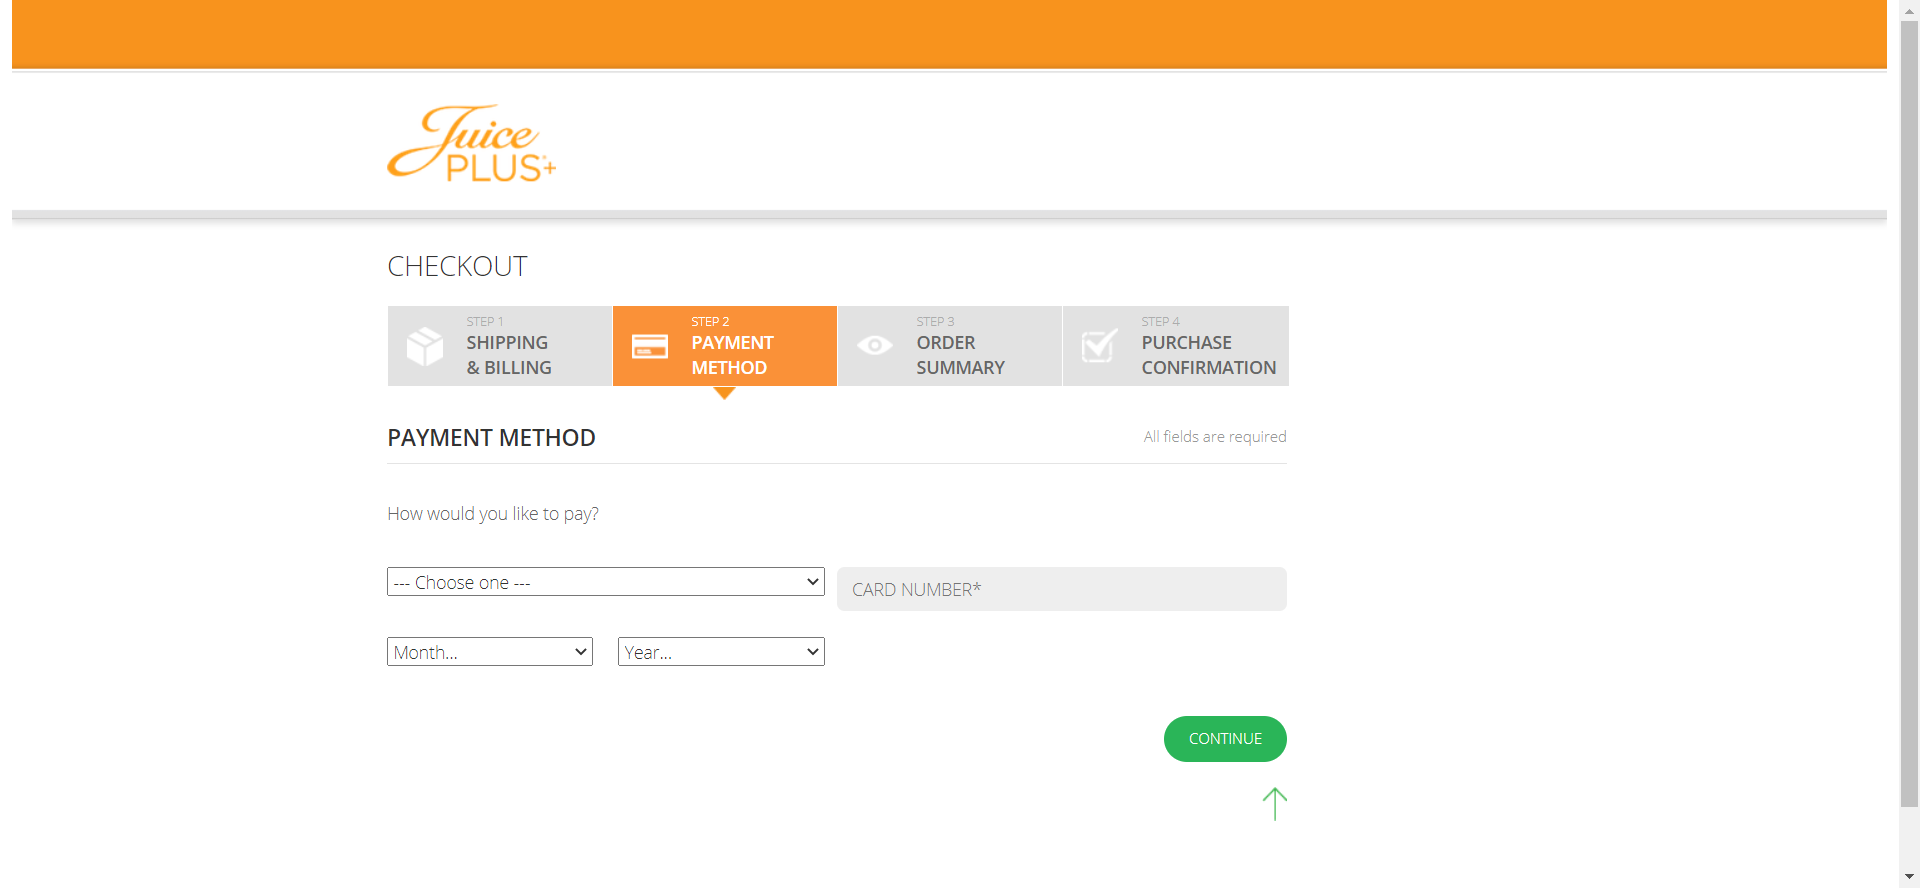 Juice
PLUS+
CHECKOUT
STEP 1
SHIPPING
& BILLING
STEP 2
PAYMENT
METHOD
STEP 3
ORDER
SUMMARY
STEP 4
PURCHASE
CONFIRMATION
PAYMENT METHOD
All fields are required
How would you like to pay?
--- Choose one ---
CARD NUMBER*
Month...
Year...
CONTINUE